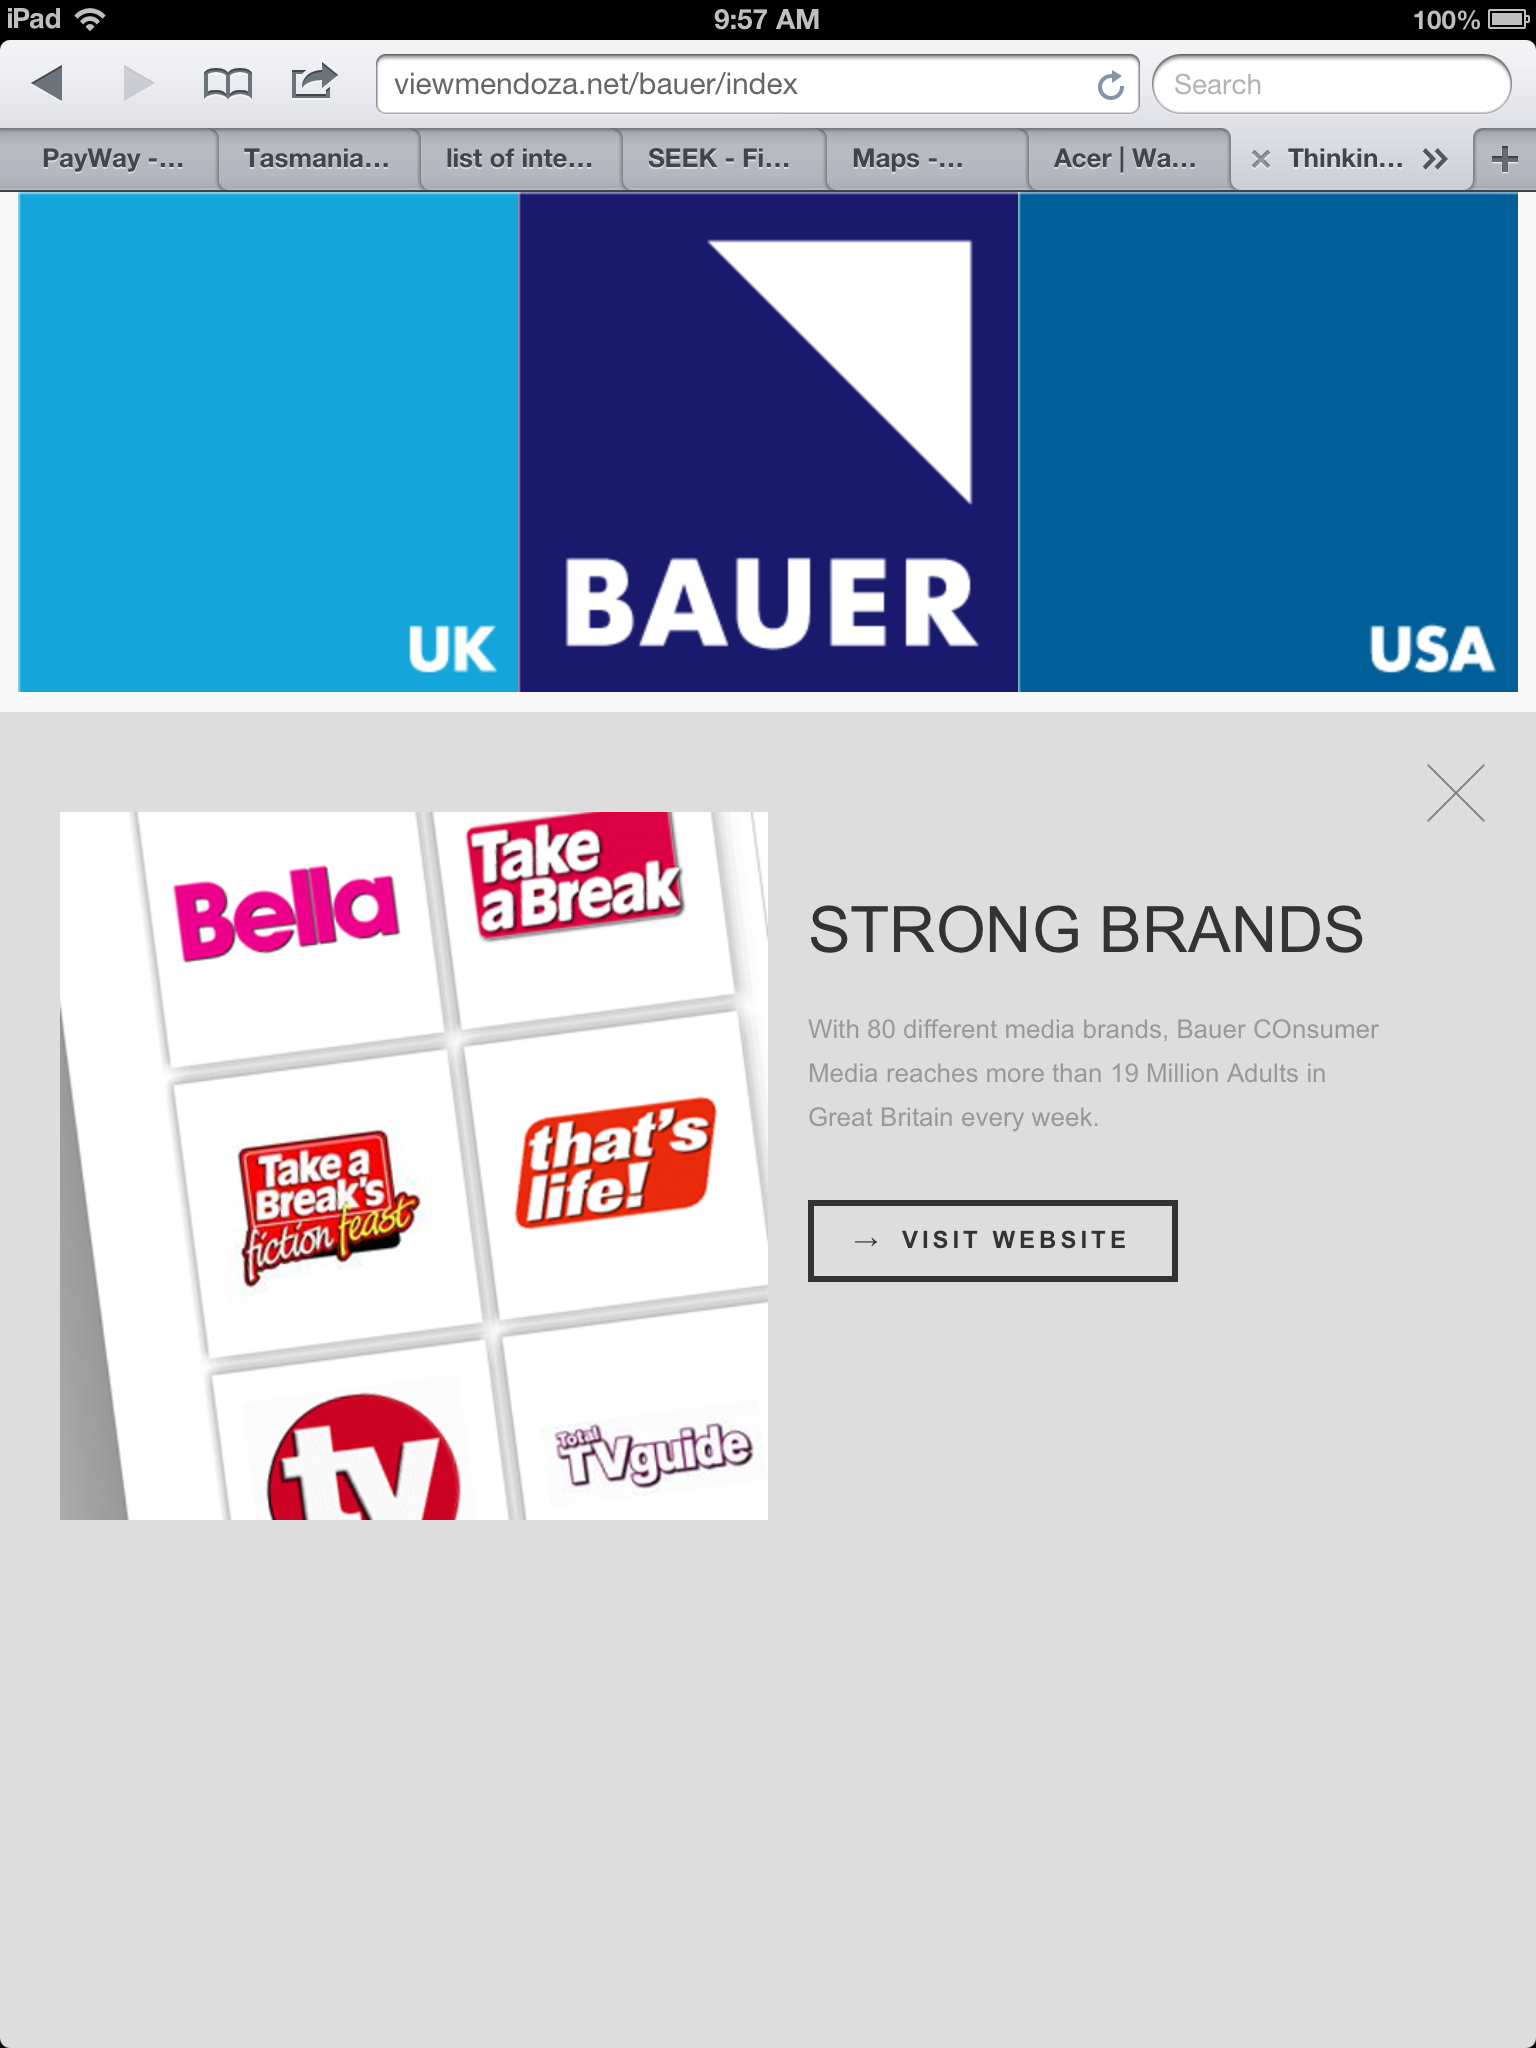 iPad 9:57 AM 100%
viewmendoza.net/bauer/index Search
PayWay -... Tasmania... list of inte... SEEK - Fi... Maps -... Acer | Wa... Thinkin...
UK BAUER USA
Bella
Take
a Break
Take a
Break's
fiction feast
that's
life!
tv
Total
TVguide
STRONG BRANDS
With 80 different media brands, Bauer COnsumer
Media reaches more than 19 Million Adults in
Great Britain every week.
→ VISIT WEBSITE